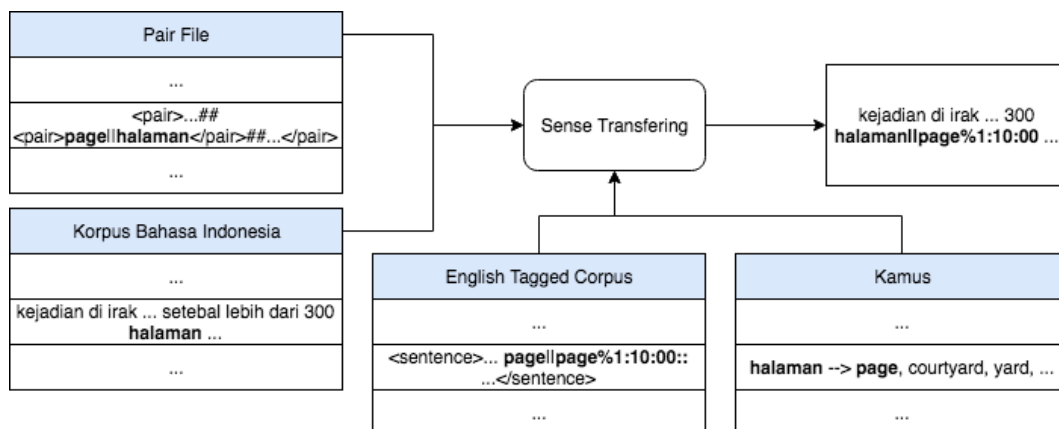 Pair File
...
<pair>...##
<pair>page||halaman</pair>##...</pair>
...
Korpus Bahasa Indonesia
...
kejadian di irak ... setebal lebih dari 300
halaman ...
...
Sense Transfering
kejadian di irak ... 300
halaman||page%1:10:00 ...
English Tagged Corpus
...
<sentence>... page||page%1:10:00::
...</sentence>
...
Kamus
...
halaman --> page, courtyard, yard, ...
...